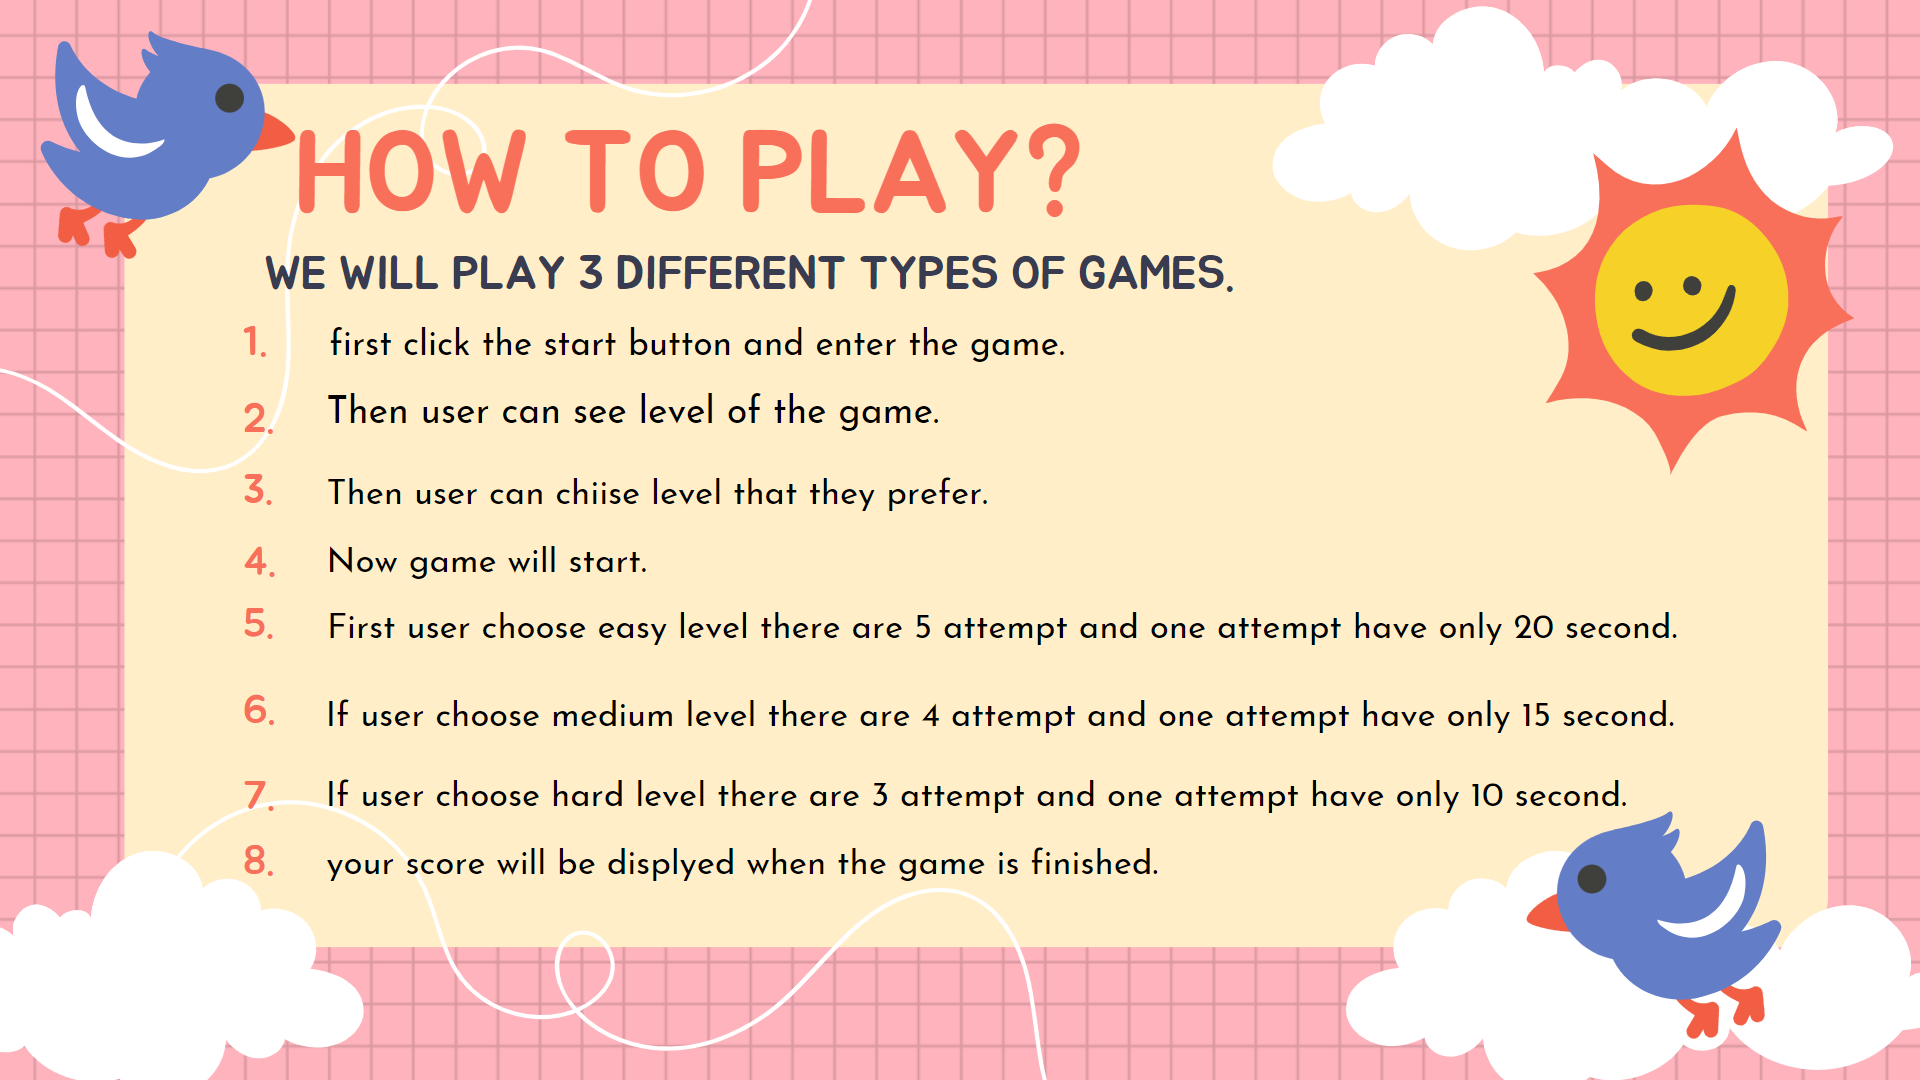 HOW TO PLAY?
WE WILL PLAY 3 DIFFERENT TYPES OF GAMES.
1. first click the start button and enter the game.
2. Then user can see level of the game.
3. Then user can chiise level that they prefer.
4. Now game will start.
5. First user choose easy level there are 5 attempt and one attempt have only 20 second.
6. If user choose medium level there are 4 attempt and one attempt have only 15 second.
7. If user choose hard level there are 3 attempt and one attempt have only 10 second.
8. your score will be displyed when the game is finished.